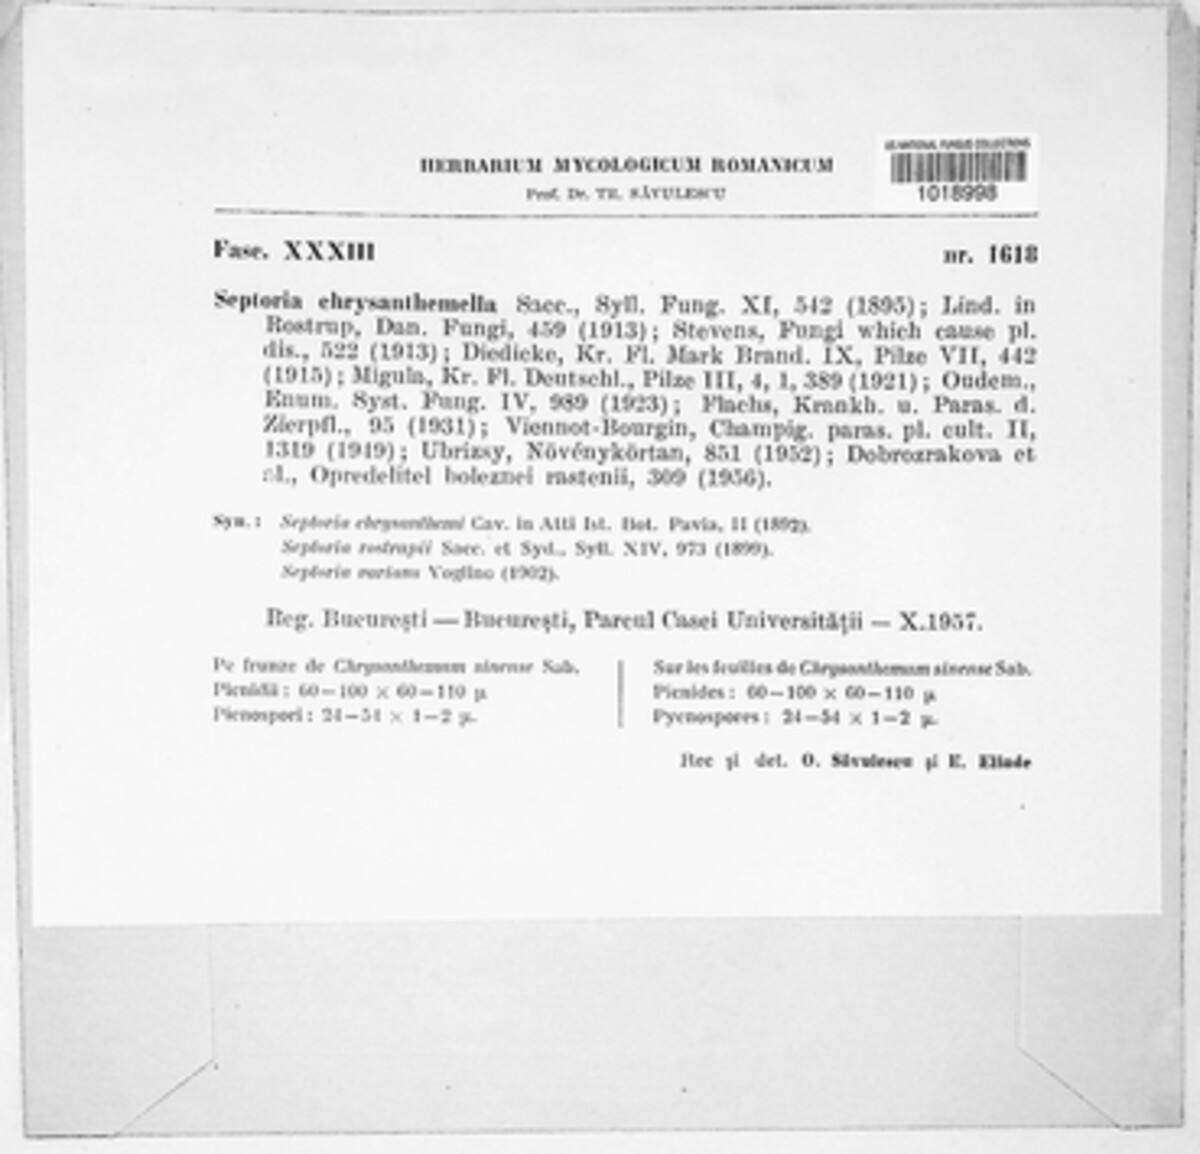 HERBARIUM MYCOLOGICUM ROMANICUM
Prof. Dr. TR. SĂVULESCU
US NATIONAL FUNGUS COLLECTIONS
1018998
Fasc. XXXIII nr. 1618
Septoria chrysanthemella Sacc., Syll. Fung. XI, 542 (1895); Lind. in
Rostrup, Dan. Fungi, 459 (1913); Stevens, Fungi which cause pl.
dis., 522 (1913); Diedicke, Kr. Fl. Mark Brand. IX, Pilze VII, 442
(1915); Migula, Kr. Fl. Deutschl., Pilze III, 4, 1, 389 (1921); Oudem.,
Enum. Syst. Fung. IV, 989 (1923); Flachs, Krankh. u. Paras. d.
Zierpfl., 95 (1931); Viennot-Bourgin, Champig. paras. pl. cult. II,
1319 (1949); Ubrizsy, Növénykórtan, 851 (1952); Dobrozrakova et
al., Opredelitel boleznei rastenii, 309 (1956).
Syn.: Septoria chrysanthemi Cav. in Atti Ist. Bot. Pavia, II (1892).
Septoria rostrupii Sacc. et Syd., Syll. XIV, 973 (1899).
Septoria varians Voglino (1902).
Reg. București — București, Parcul Casei Universității — X.1957.
Pe frunze de Chrysanthemum sinense Sab.
Picnidii: 60—100 × 60—110 μ
Picnospori: 24—54 × 1—2 μ.
Sur les feuilles de Chrysanthemum sinense Sab.
Picnides: 60—100 × 60—110 μ
Pycnospores: 24—54 × 1—2 μ.
Rec și det. O. Săvulescu și E. Eliade